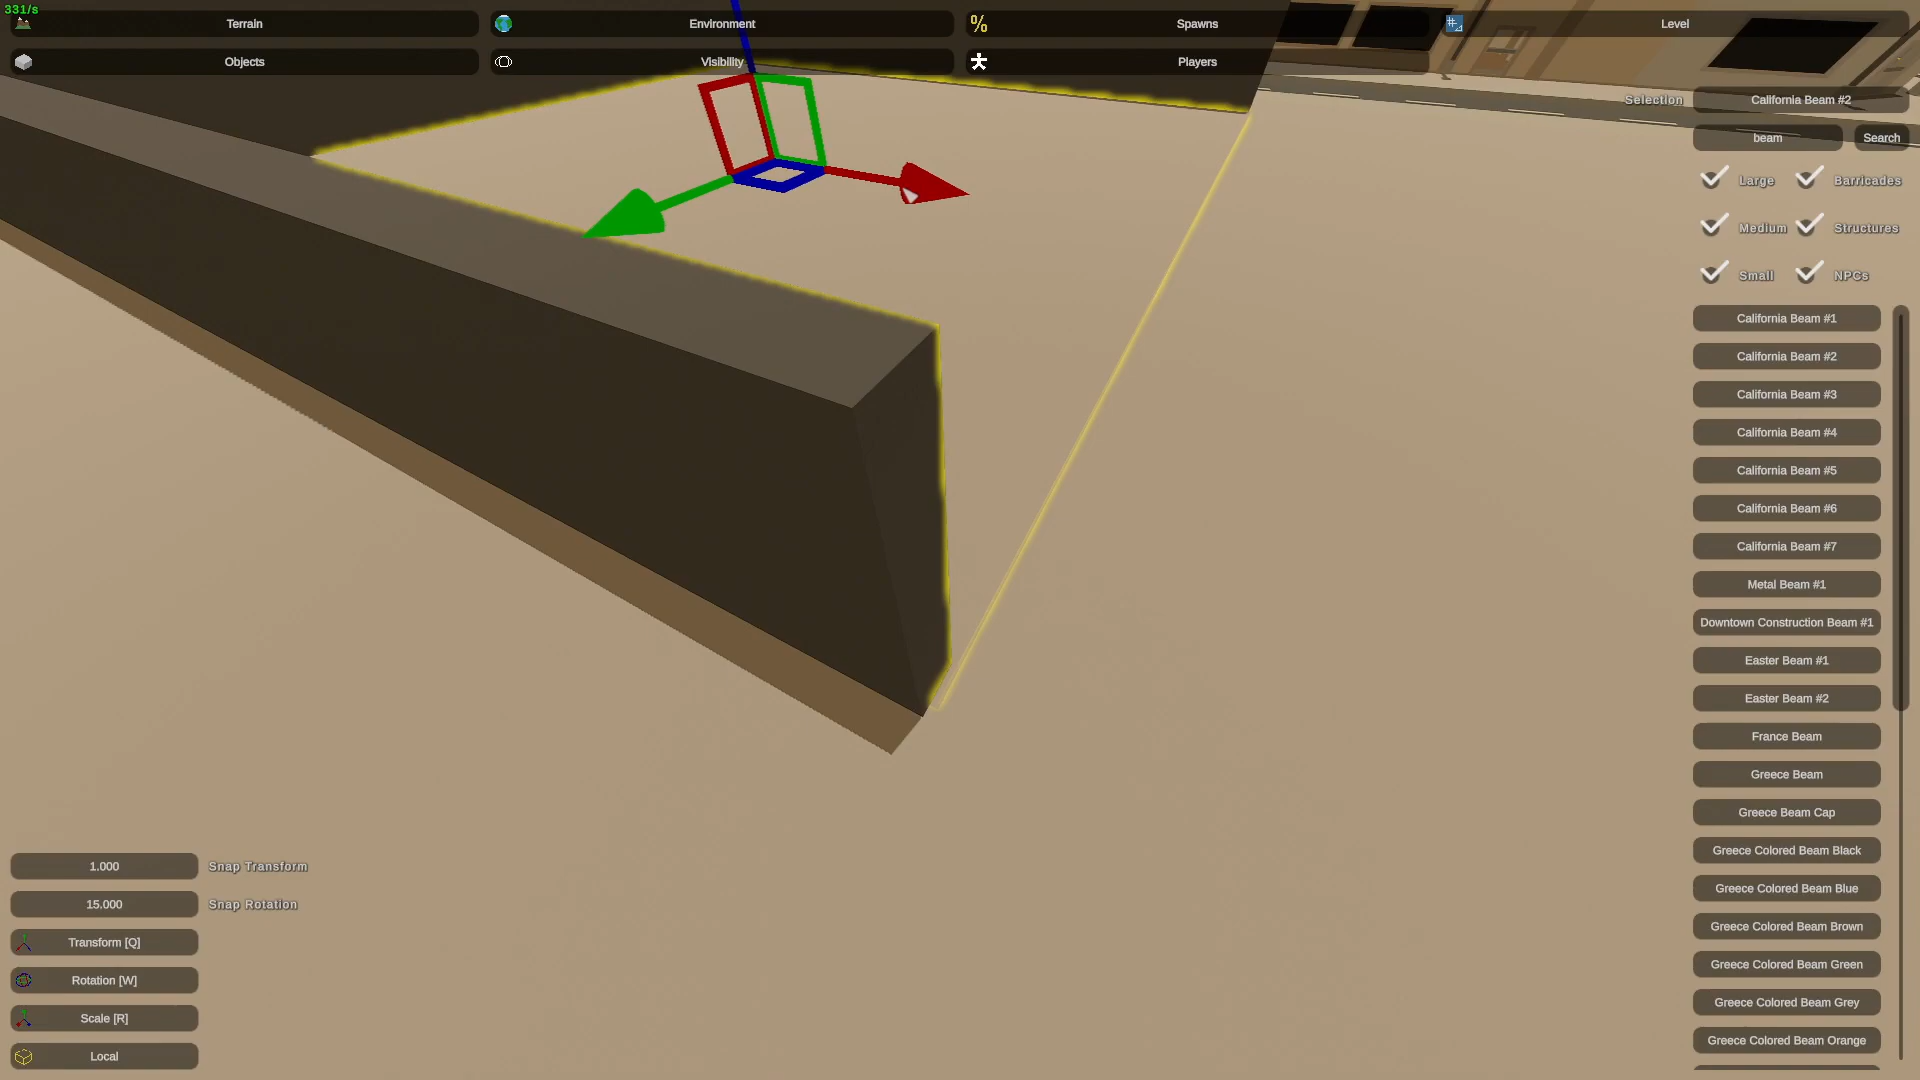 331/s
Terrain
Environment
Spawns
Level
Objects
Visibility
Players
Selection
California Beam #2
beam
Search
Large
Barricades
Medium
Structures
Small
NPCs
California Beam #1
California Beam #2
California Beam #3
California Beam #4
California Beam #5
California Beam #6
California Beam #7
Metal Beam #1
Downtown Construction Beam #1
Easter Beam #1
Easter Beam #2
France Beam
Greece Beam
Greece Beam Cap
Greece Colored Beam Black
Greece Colored Beam Blue
Greece Colored Beam Brown
Greece Colored Beam Green
Greece Colored Beam Grey
Greece Colored Beam Orange
1.000
Snap Transform
15.000
Snap Rotation
Transform [Q]
Rotation [W]
Scale [R]
Local